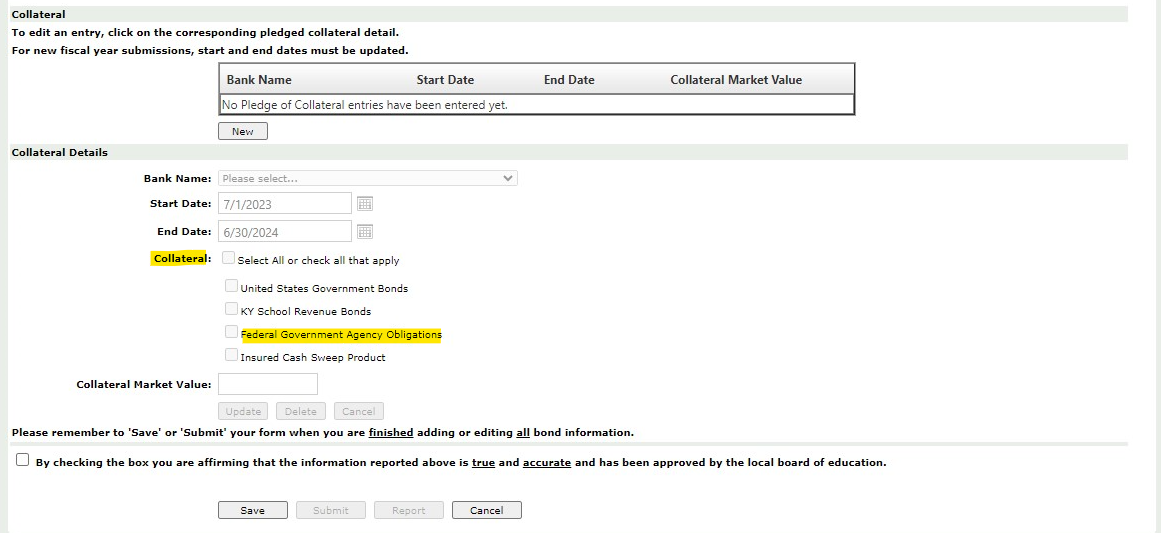 Collateral
To edit an entry, click on the corresponding pledged collateral detail.
For new fiscal year submissions, start and end dates must be updated.
Bank Name Start Date End Date Collateral Market Value
No Pledge of Collateral entries have been entered yet.
New
Collateral Details
Bank Name: Please select...
Start Date: 7/1/2023
End Date: 6/30/2024
Collateral: Select All or check all that apply
United States Government Bonds
KY School Revenue Bonds
Federal Government Agency Obligations
Insured Cash Sweep Product
Collateral Market Value:
Update Delete Cancel
Please remember to 'Save' or 'Submit' your form when you are finished adding or editing all bond information.
By checking the box you are affirming that the information reported above is true and accurate and has been approved by the local board of education.
Save Submit Report Cancel